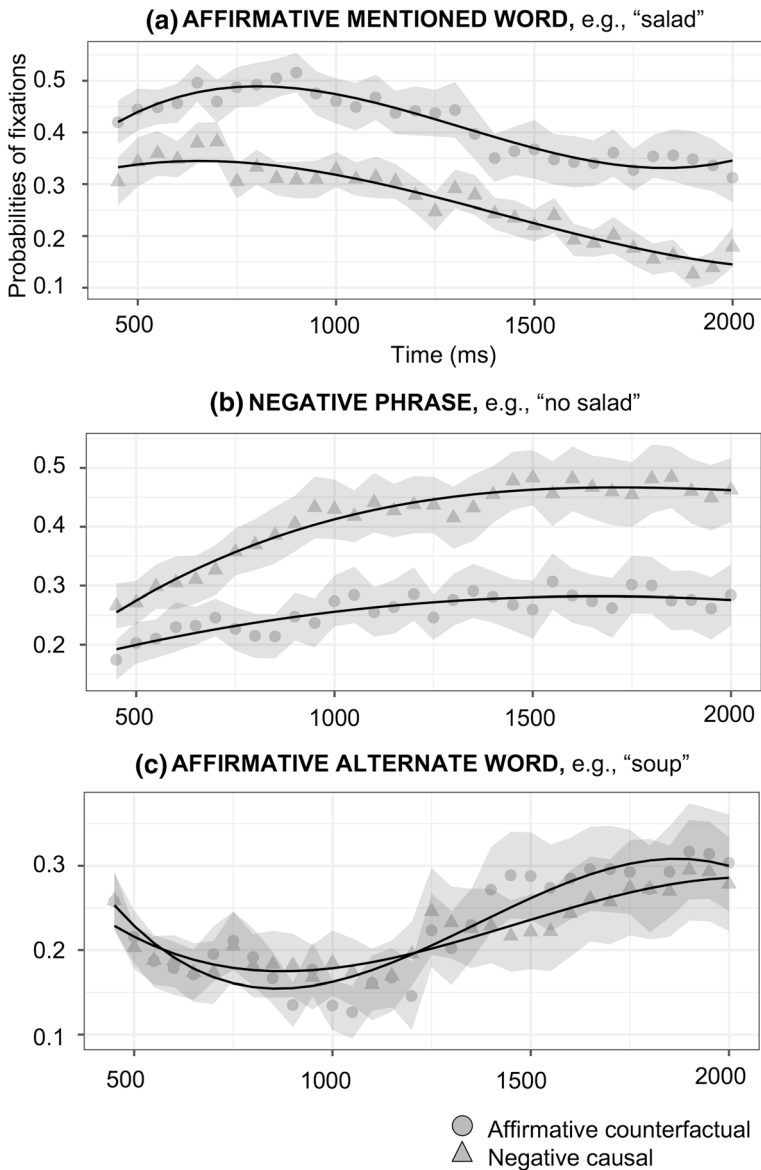 (a) AFFIRMATIVE MENTIONED WORD, e.g., “salad”
Probabilities of fixations
0.5
0.4
0.3
0.2
0.1
500 1000 1500 2000
Time (ms)
(b) NEGATIVE PHRASE, e.g., “no salad”
0.5
0.4
0.3
0.2
500 1000 1500 2000
(c) AFFIRMATIVE ALTERNATE WORD, e.g., “soup”
0.3
0.2
0.1
500 1000 1500 2000
Affirmative counterfactual
Negative causal